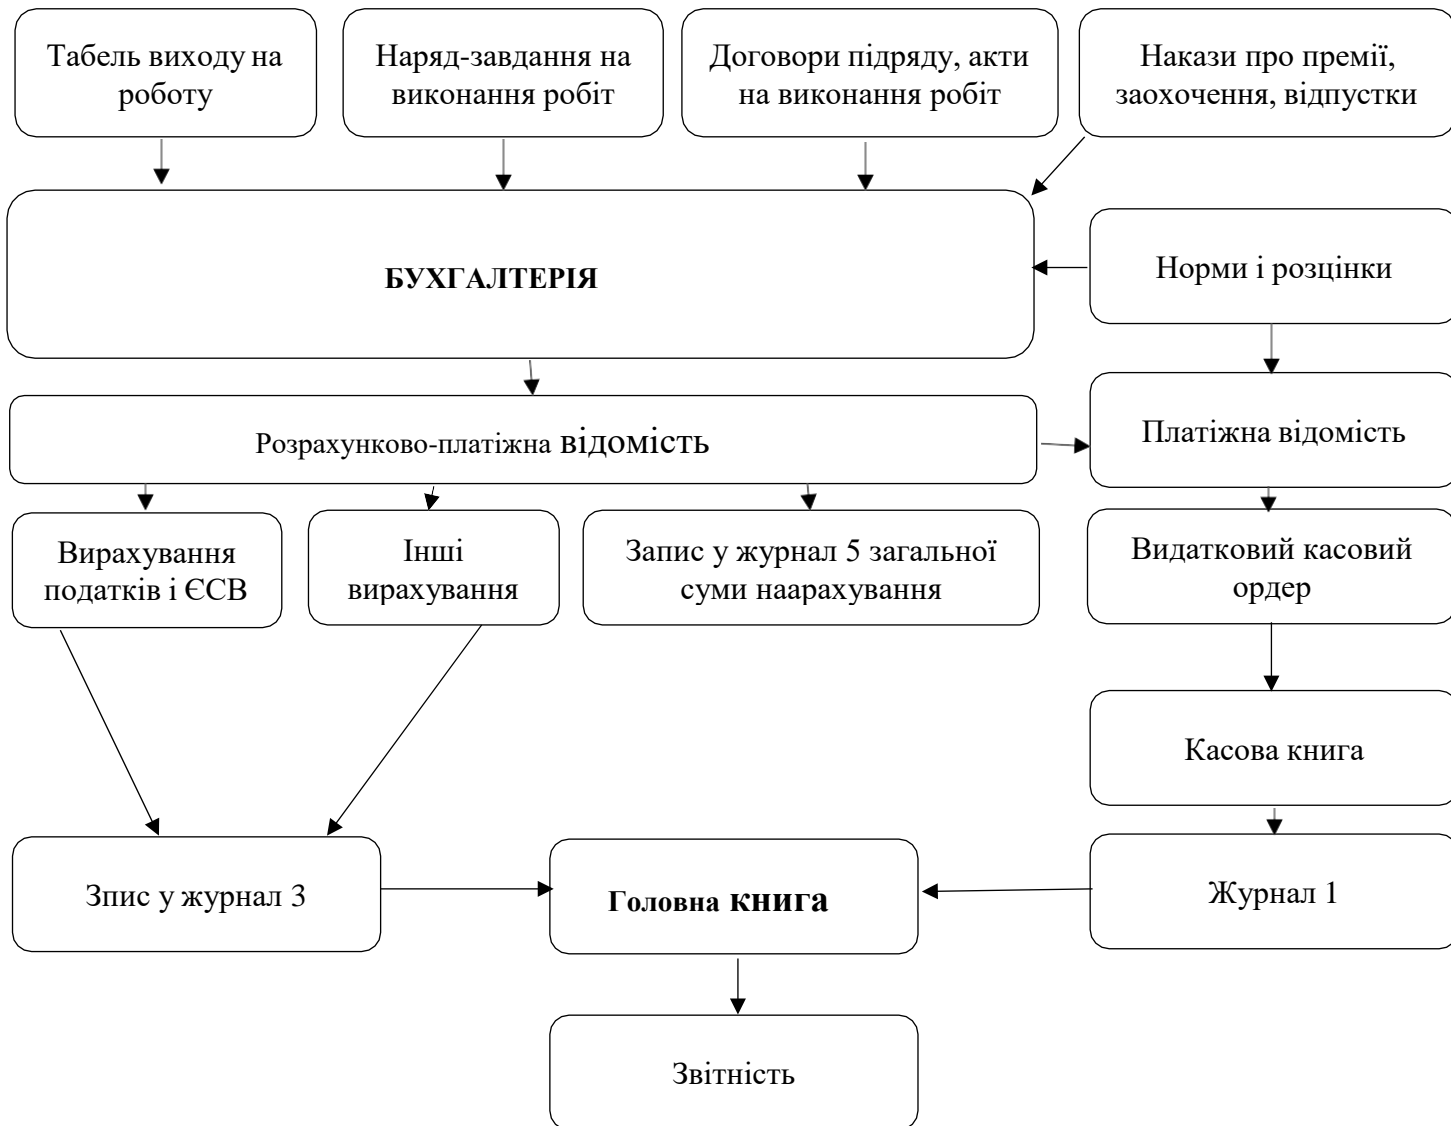 Табель виходу на
роботу
Наряд-завдання на
виконання робіт
Договори підряду, акти
на виконання робіт
Накази про премії,
заохочення, відпустки
БУХГАЛТЕРІЯ
Норми і розцінки
Розрахунково-платіжна відомість
Платіжна відомість
Вирахування
податків і ЄСВ
Інші
вирахування
Запис у журнал 5 загальної
суми наарахування
Видатковий касовий
ордер
Касова книга
Зпис у журнал 3
Головна книга
Журнал 1
Звітність